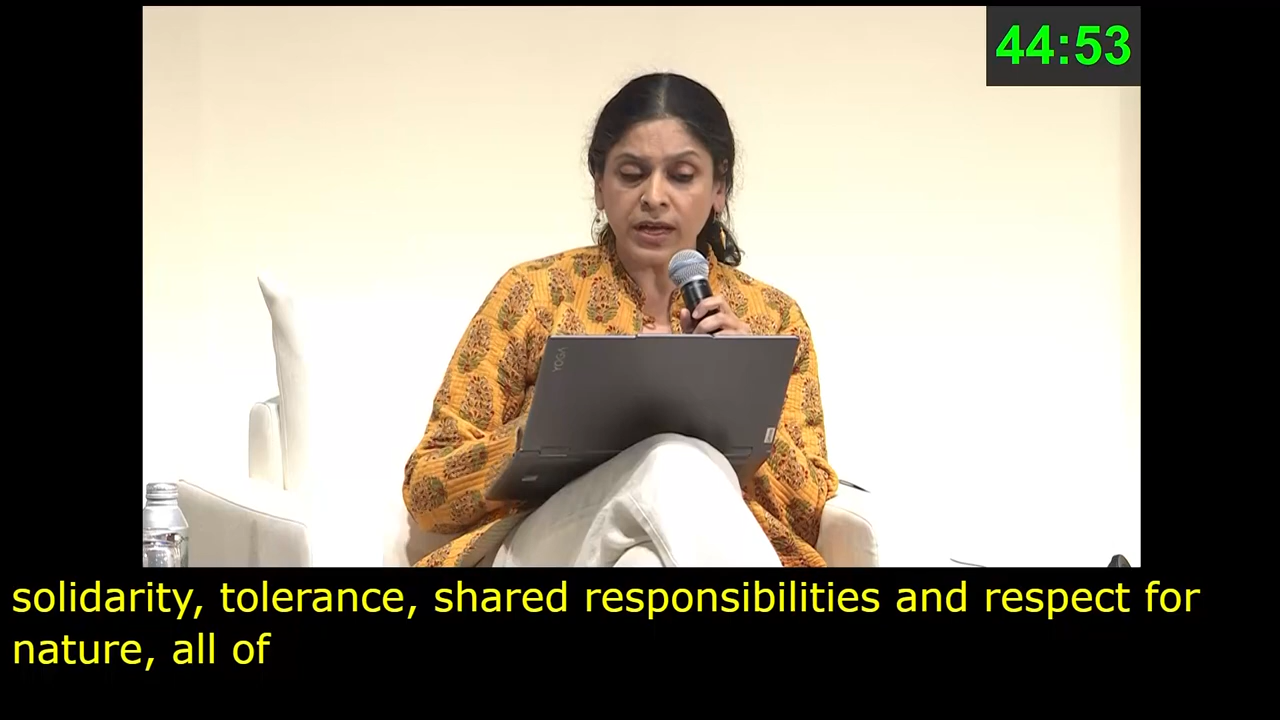 44:53
YOGA
solidarity, tolerance, shared responsibilities and respect for
nature, all of